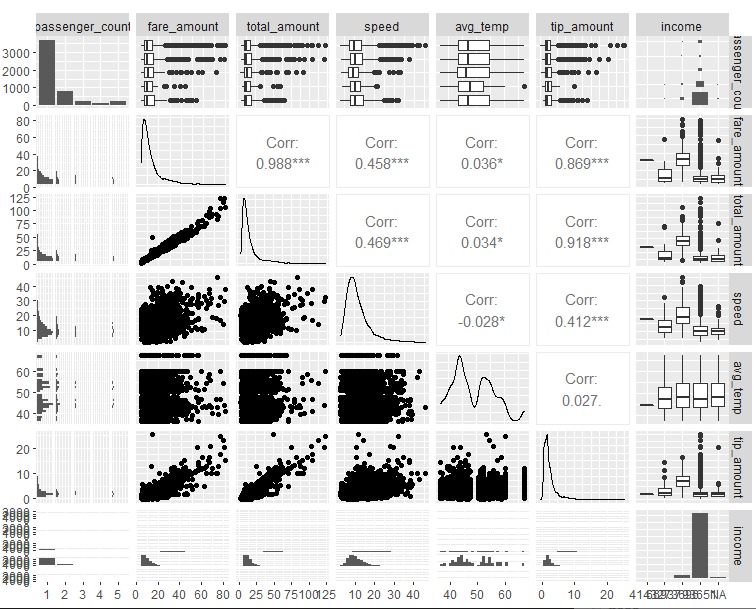 passenger_count fare_amount total_amount speed avg_temp tip_amount income
3000
2000
1000
0
80
60
40
20
0
Corr:
0.988***
Corr:
0.458***
Corr:
0.036*
Corr:
0.869***
fare_amount
125
100
75
50
25
0
Corr:
0.469***
Corr:
0.034*
Corr:
0.918***
total_amount
40
30
20
10
Corr:
-0.028*
Corr:
0.412***
speed
60
50
40
Corr:
0.027.
avg_temp
20
10
0
tip_amount
income
1 2 3 4 5 0 20 40 60 80 0 25 50 75 100 125 0 10 20 30 40 40 50 60 0 10 20 NA